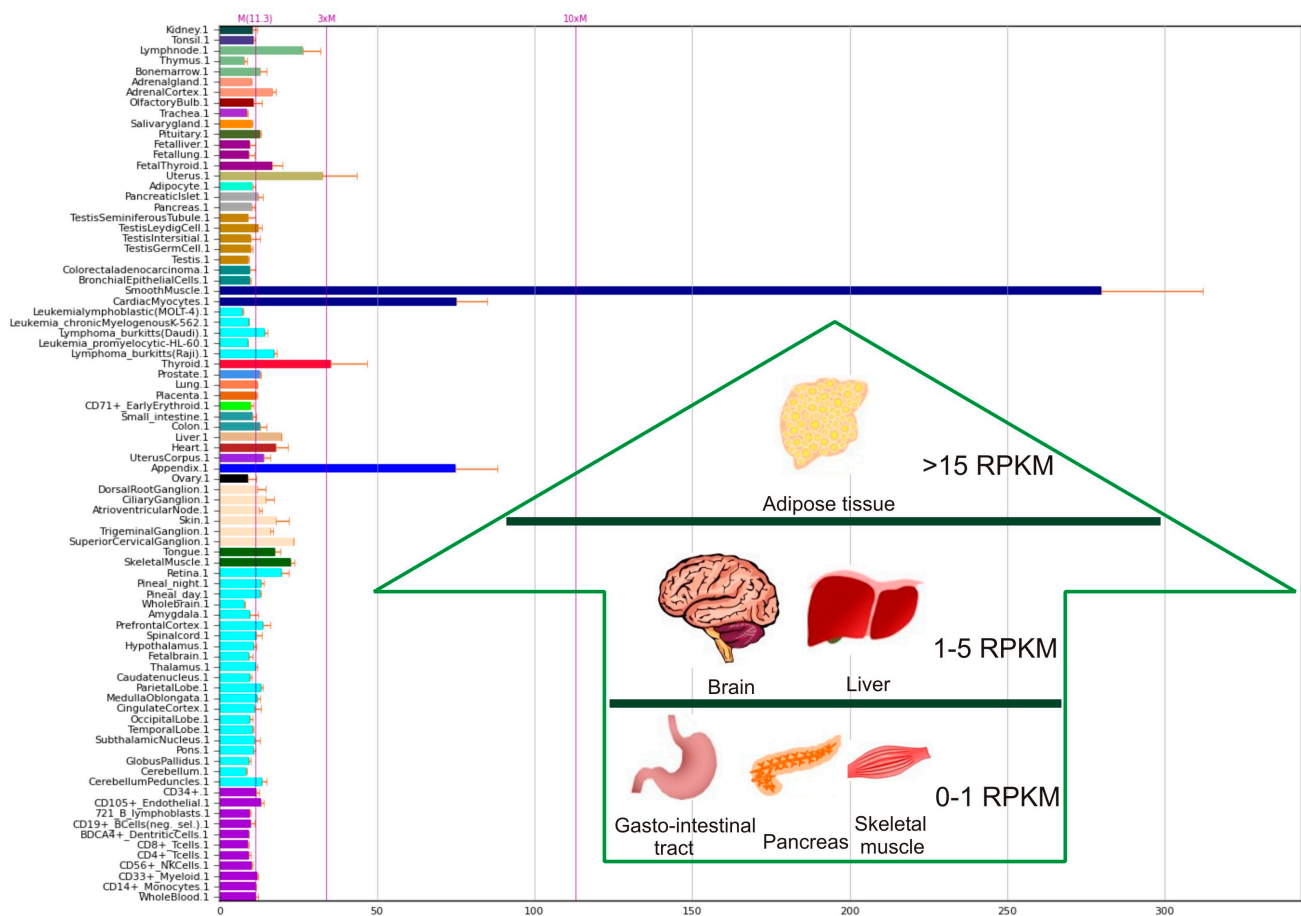 M(11.3) 3xM 10xM
Kidney.1
Tonsil.1
Lymphnode.1
Thymus.1
Bonemarrow.1
Adrenalgland.1
AdrenalCortex.1
OlfactoryBulb.1
Trachea.1
Salivarygland.1
Pituitary.1
Fetalliver.1
Fetallung.1
FetalThyroid.1
Uterus.1
Adipocyte.1
PancreaticIslet.1
Pancreas.1
TestisSeminiferousTubule.1
TestisLeydigCell.1
TestisIntersitial.1
TestisGermCell.1
Testis.1
Colorectaladenocarcinoma.1
BronchialEpithelialCells.1
SmoothMuscle.1
CardiacMyocytes.1
Leukemialymphoblastic(MOLT-4).1
Leukemia_chronicMyelogenousK-562.1
Lymphoma_burkitts(Daudi).1
Leukemia_promyelocytic-HL-60.1
Lymphoma_burkitts(Raji).1
Thyroid.1
Prostate.1
Lung.1
Placenta.1
CD71+_EarlyErythroid.1
Small_intestine.1
Colon.1
Liver.1
Heart.1
UterusCorpus.1
Appendix.1
Ovary.1
DorsalRootGanglion.1
CiliaryGanglion.1
AtrioventricularNode.1
Skin.1
TrigeminalGanglion.1
SuperiorCervicalGanglion.1
Tongue.1
SkeletalMuscle.1
Retina.1
Pineal_night.1
Pineal_day.1
Wholebrain.1
Amygdala.1
PrefrontalCortex.1
Spinalcord.1
Hypothalamus.1
Fetalbrain.1
Thalamus.1
Caudatenucleus.1
ParietalLobe.1
MedullaOblongata.1
CingulateCortex.1
OccipitalLobe.1
TemporalLobe.1
SubthalamicNucleus.1
Pons.1
GlobusPallidus.1
Cerebellum.1
CerebellumPeduncles.1
CD34+.1
CD105+_Endothelial.1
721_B_lymphoblasts.1
CD19+_BCells(neg._sel.).1
BDCA4+_DentriticCells.1
CD8+_Tcells.1
CD4+_Tcells.1
CD56+_NKCells.1
CD33+_Myeloid.1
CD14+_Monocytes.1
WholeBlood.1
0 50 100 150 200 250 300
>15 RPKM
Adipose tissue
1-5 RPKM
Brain
Liver
0-1 RPKM
Gasto-intestinal
tract
Pancreas
Skeletal
muscle